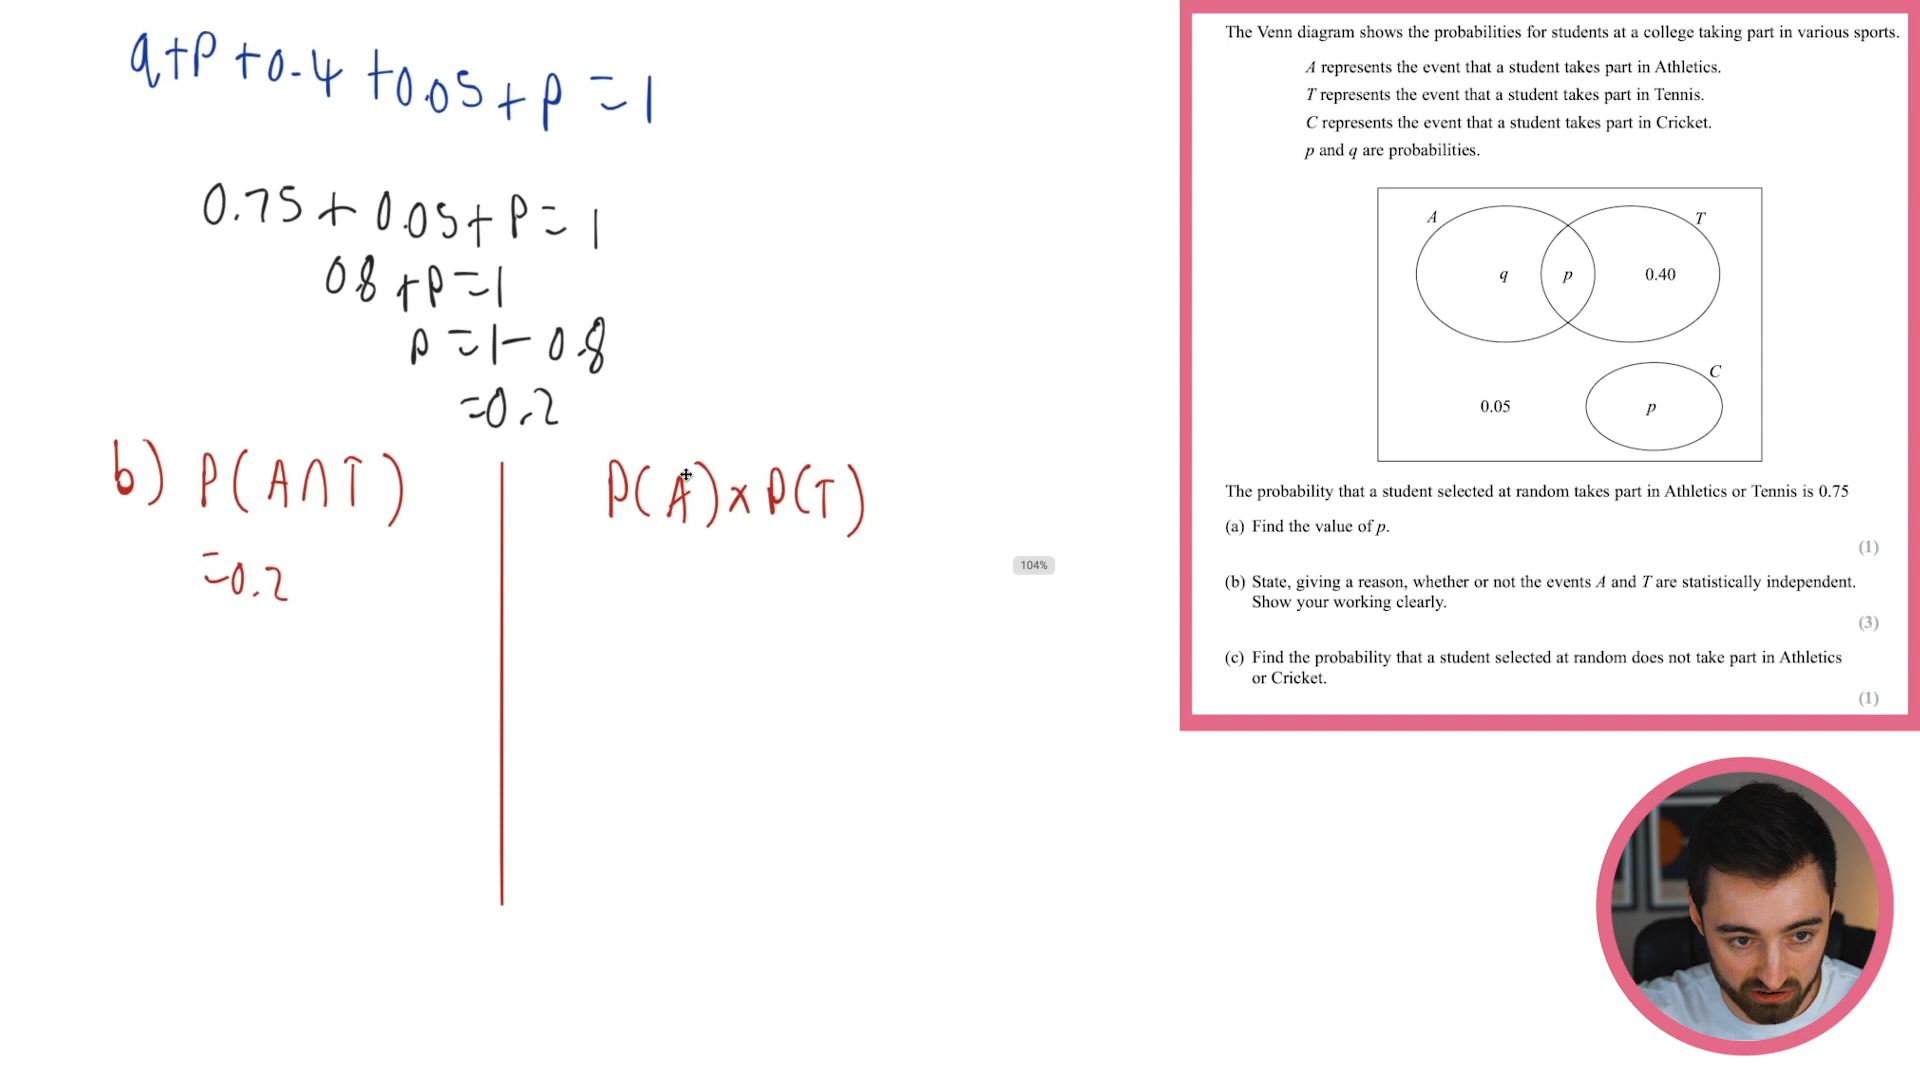 q+p+0.4+0.05+p=1
0.75+0.05+p=1
0.8+p=1
p=1-0.8
=0.2
b) P(A∩T)
=0.2
P(A)×P(T)
104%
The Venn diagram shows the probabilities for students at a college taking part in various sports.
A represents the event that a student takes part in Athletics.
T represents the event that a student takes part in Tennis.
C represents the event that a student takes part in Cricket.
p and q are probabilities.
A
T
q
p
0.40
C
0.05
p
The probability that a student selected at random takes part in Athletics or Tennis is 0.75
(a) Find the value of p.
(1)
(b) State, giving a reason, whether or not the events A and T are statistically independent.
Show your working clearly.
(3)
(c) Find the probability that a student selected at random does not take part in Athletics
or Cricket.
(1)